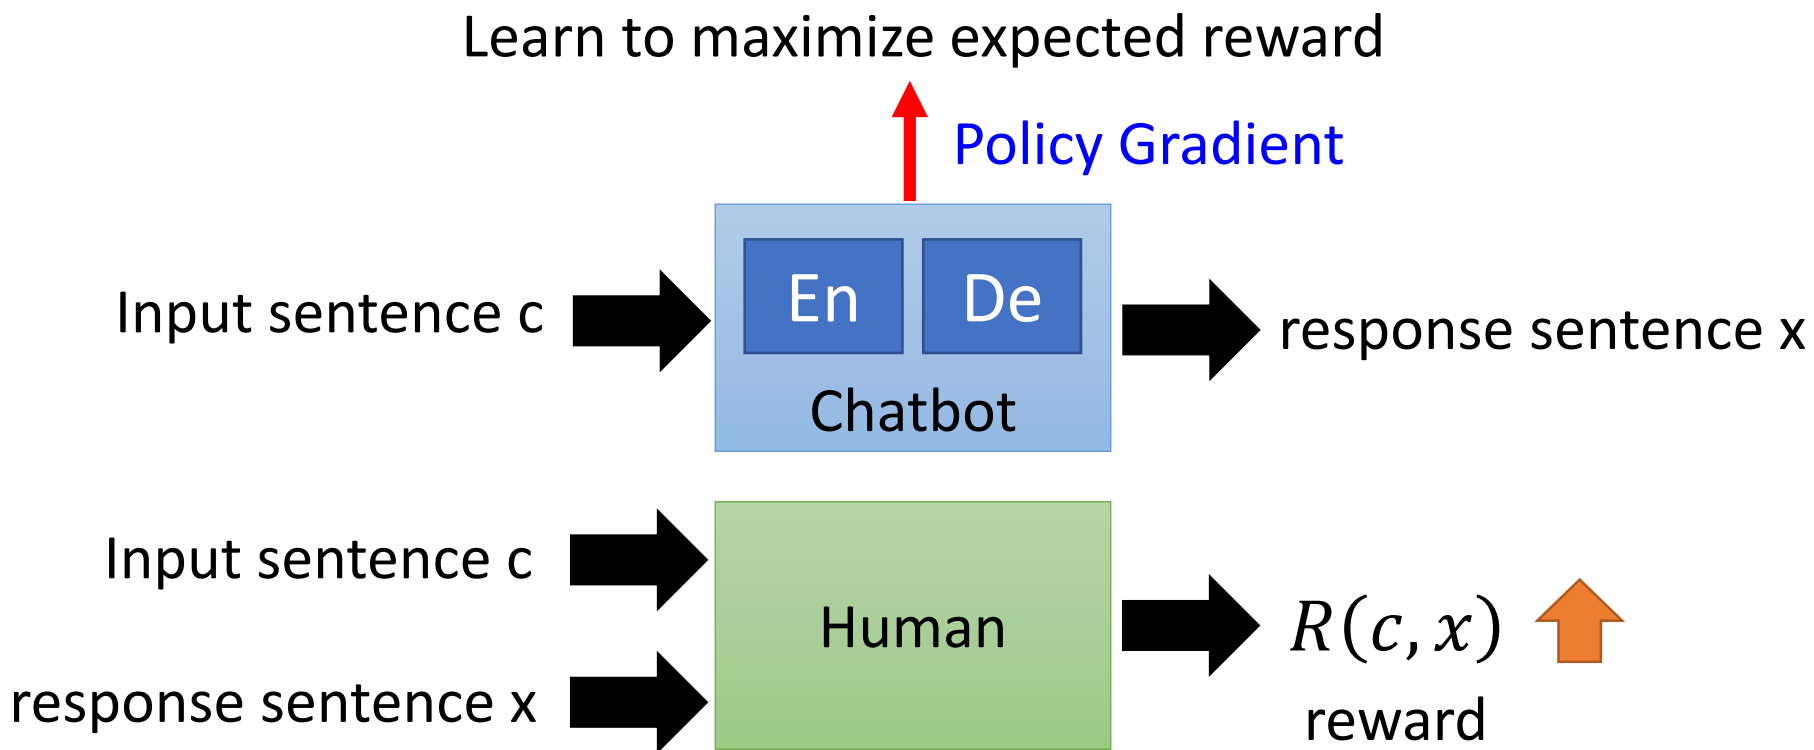 Learn to maximize expected reward
Policy Gradient
Input sentence c
En
De
Chatbot
response sentence x
Input sentence c
response sentence x
Human
R(c, x)
reward